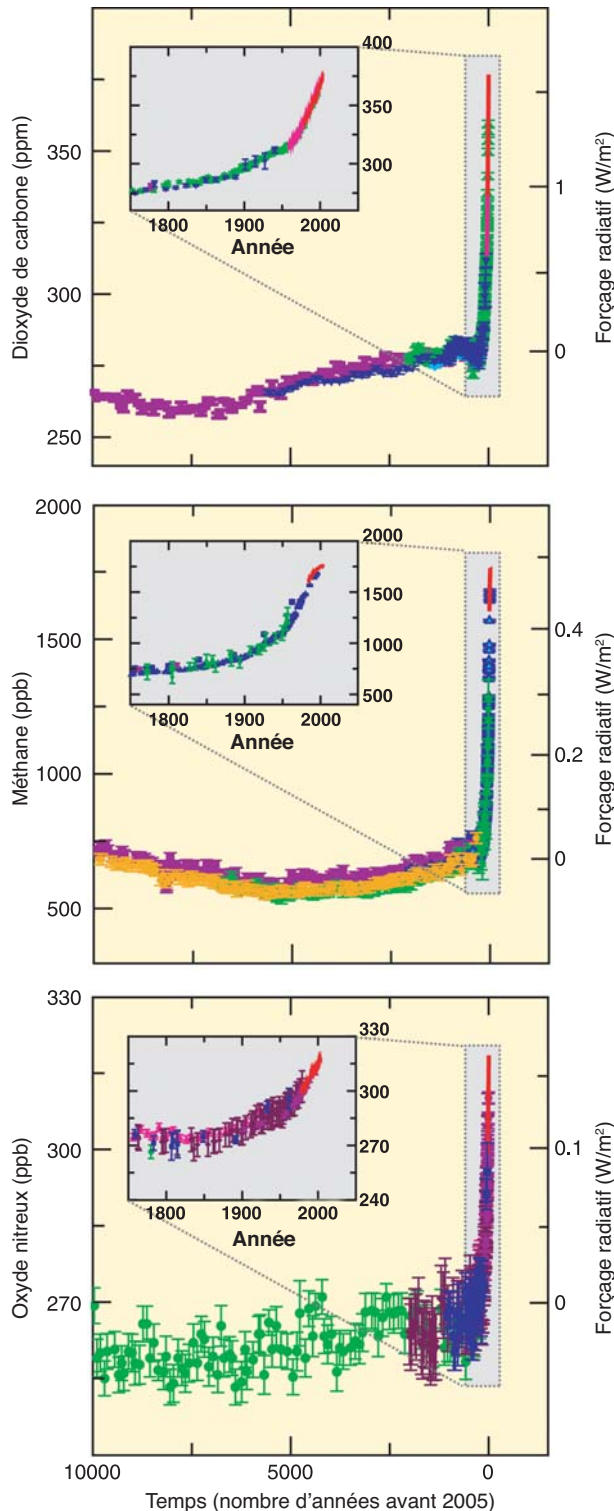 400
350
300
1800 1900 2000
Année
Dioxyde de carbone (ppm)
350
300
250
1
0
Forçage radiatif (W/m²)
2000
1500
1000
500
1800 1900 2000
Année
Méthane (ppb)
2000
1500
1000
500
0.4
0.2
0
Forçage radiatif (W/m²)
330
300
270
240
1800 1900 2000
Année
Oxyde nitreux (ppb)
330
300
270
0.1
0
Forçage radiatif (W/m²)
10000 5000 0
Temps (nombre d'années avant 2005)